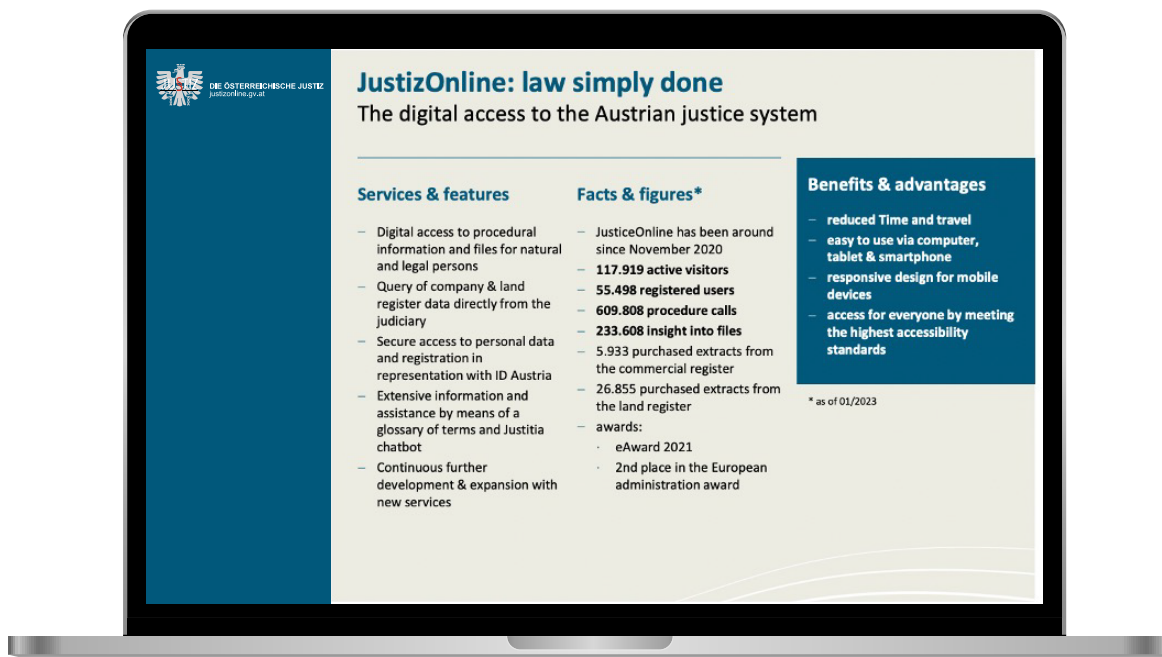 DIE ÖSTERREICHISCHE JUSTIZ
justizonline.gv.at
JustizOnline: law simply done
The digital access to the Austrian justice system
Services & features
– Digital access to procedural
information and files for natural
and legal persons
– Query of company & land
register data directly from the
judiciary
– Secure access to personal data
and registration in
representation with ID Austria
– Extensive information and
assistance by means of a
glossary of terms and Justitia
chatbot
– Continuous further
development & expansion with
new services
Facts & figures*
– JusticeOnline has been around
since November 2020
– 117.919 active visitors
– 55.498 registered users
– 609.808 procedure calls
– 233.608 insight into files
– 5.933 purchased extracts from
the commercial register
– 26.855 purchased extracts from
the land register
– awards:
· eAward 2021
· 2nd place in the European
administration award
Benefits & advantages
– reduced Time and travel
– easy to use via computer,
tablet & smartphone
– responsive design for mobile
devices
– access for everyone by meeting
the highest accessibility
standards
* as of 01/2023